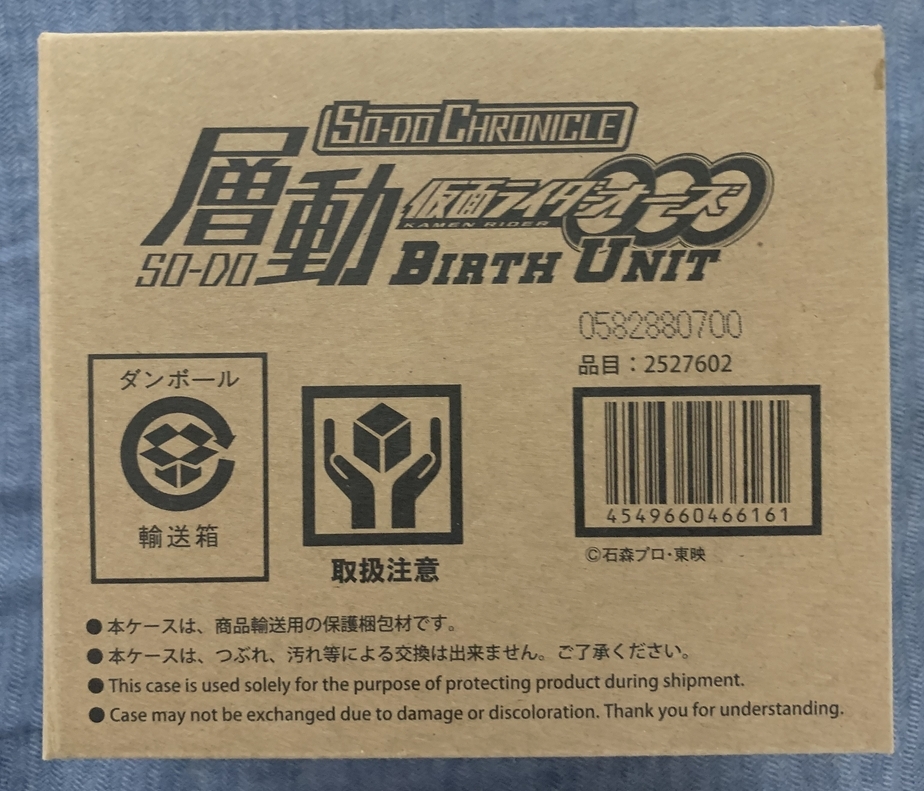 SO-DO CHRONICLE
層動
SO-DO
仮面ライダーオーズ
KAMEN RIDER
BIRTH UNIT
0582880700
品目：2527602
ダンボール
輸送箱
取扱注意
4549660466161
©石森プロ・東映
●本ケースは、商品輸送用の保護梱包材です。
●本ケースは、つぶれ、汚れ等による交換は出来ません。ご了承ください。
●This case is used solely for the purpose of protecting product during shipment.
●Case may not be exchanged due to damage or discoloration. Thank you for understanding.